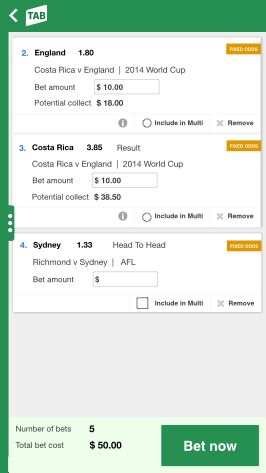 TAB
2. England 1.80 FIXED ODDS
Costa Rica v England | 2014 World Cup
Bet amount $ 10.00
Potential collect $ 18.00
Include in Multi Remove
3. Costa Rica 3.85 Result FIXED ODDS
Costa Rica v England | 2014 World Cup
Bet amount $ 10.00
Potential collect $ 38.50
Include in Multi Remove
4. Sydney 1.33 Head To Head FIXED ODDS
Richmond v Sydney | AFL
Bet amount $
Include in Multi Remove
Number of bets 5
Total bet cost $ 50.00
Bet now